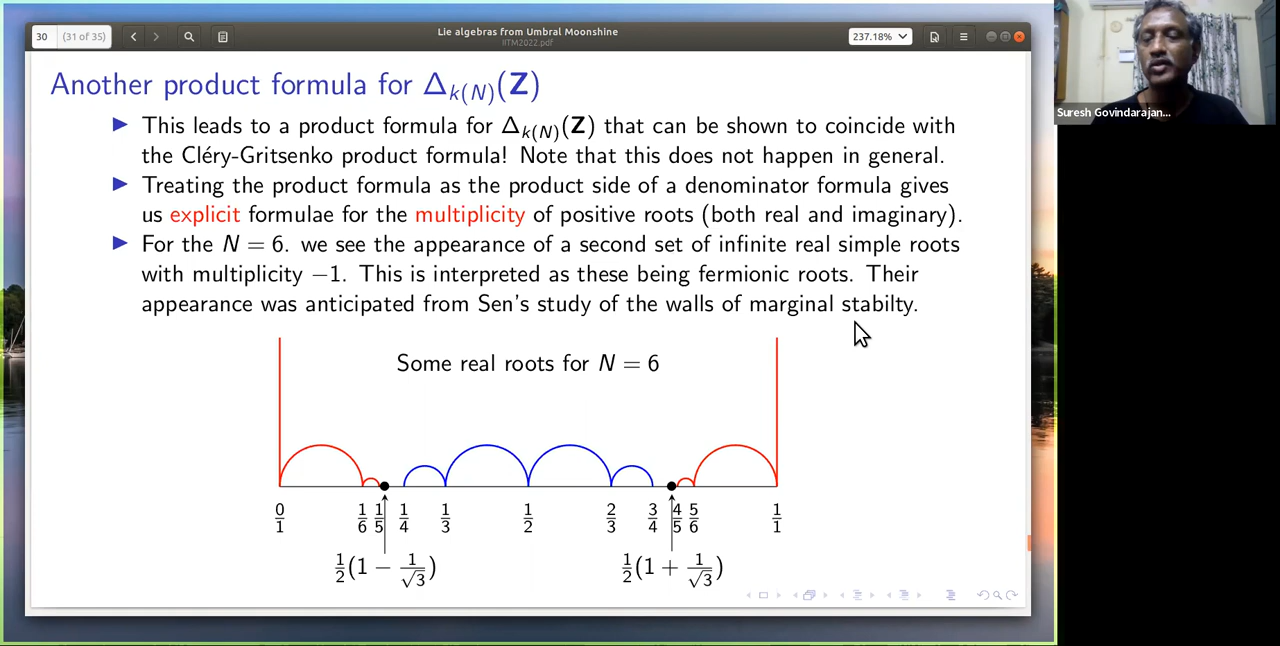 30 (31 of 35)
Lie algebras from Umbral Moonshine
IITM2022.pdf
237.18%
Another product formula for Δk(N)(Z)
Suresh Govindarajan...
▶ This leads to a product formula for Δk(N)(Z) that can be shown to coincide with
the Cléry-Gritsenko product formula! Note that this does not happen in general.
▶ Treating the product formula as the product side of a denominator formula gives
us explicit formulae for the multiplicity of positive roots (both real and imaginary).
▶ For the N = 6. we see the appearance of a second set of infinite real simple roots
with multiplicity −1. This is interpreted as these being fermionic roots. Their
appearance was anticipated from Sen's study of the walls of marginal stabilty.
Some real roots for N = 6
0/1 1/6 1/5 1/4 1/3 1/2 2/3 3/4 4/5 5/6 1/1
1/2(1 − 1/√3) 1/2(1 + 1/√3)